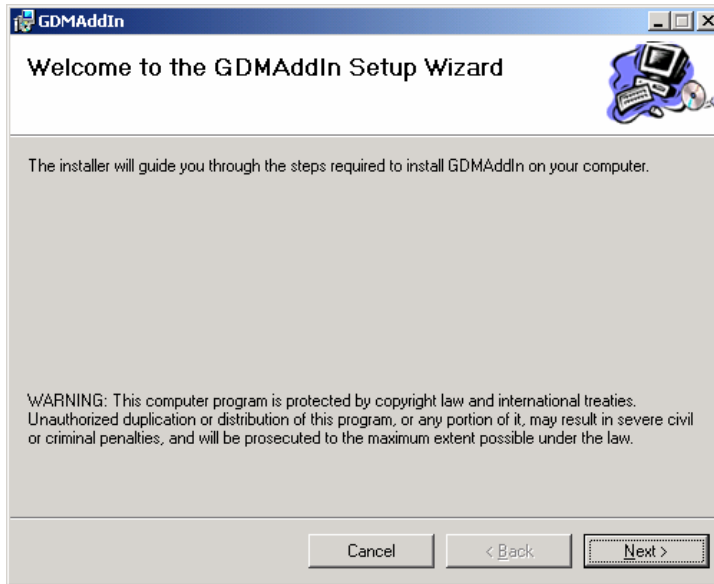 GDMAddIn
Welcome to the GDMAddIn Setup Wizard
The installer will guide you through the steps required to install GDMAddIn on your computer.
WARNING: This computer program is protected by copyright law and international treaties.
Unauthorized duplication or distribution of this program, or any portion of it, may result in severe civil
or criminal penalties, and will be prosecuted to the maximum extent possible under the law.
Cancel
< Back
Next >